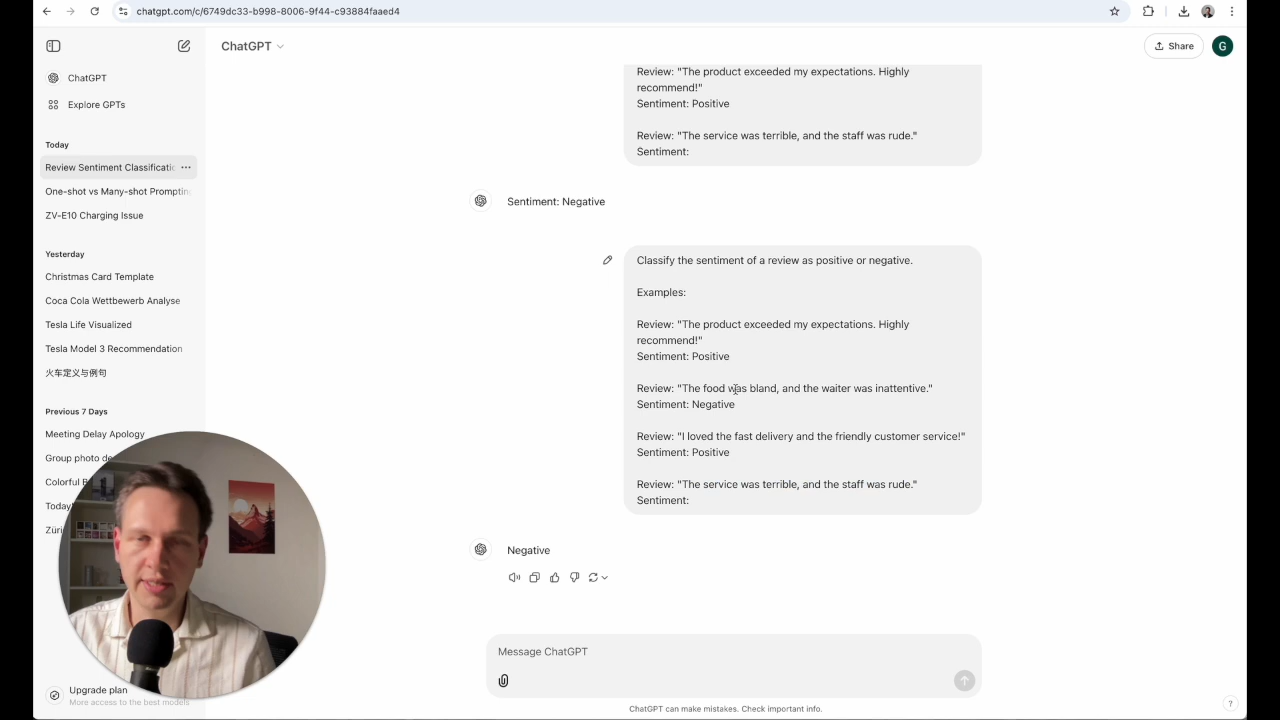 chatgpt.com/c/6749dc33-b998-8006-9f44-c93884faaed4
ChatGPT
Share
G
ChatGPT
Explore GPTs
Today
Review Sentiment Classificatic
One-shot vs Many-shot Prompting
ZV-E10 Charging Issue
Yesterday
Christmas Card Template
Coca Cola Wettbewerb Analyse
Tesla Life Visualized
Tesla Model 3 Recommendation
火车定义与例句
Previous 7 Days
Meeting Delay Apology
Group photo de
Colorful B
Today
Züri
Upgrade plan
More access to the best models
Review: "The product exceeded my expectations. Highly
recommend!"
Sentiment: Positive
Review: "The service was terrible, and the staff was rude."
Sentiment:
Sentiment: Negative
Classify the sentiment of a review as positive or negative.
Examples:
Review: "The product exceeded my expectations. Highly
recommend!"
Sentiment: Positive
Review: "The food was bland, and the waiter was inattentive."
Sentiment: Negative
Review: "I loved the fast delivery and the friendly customer service!"
Sentiment: Positive
Review: "The service was terrible, and the staff was rude."
Sentiment:
Negative
Message ChatGPT
ChatGPT can make mistakes. Check important info.
?